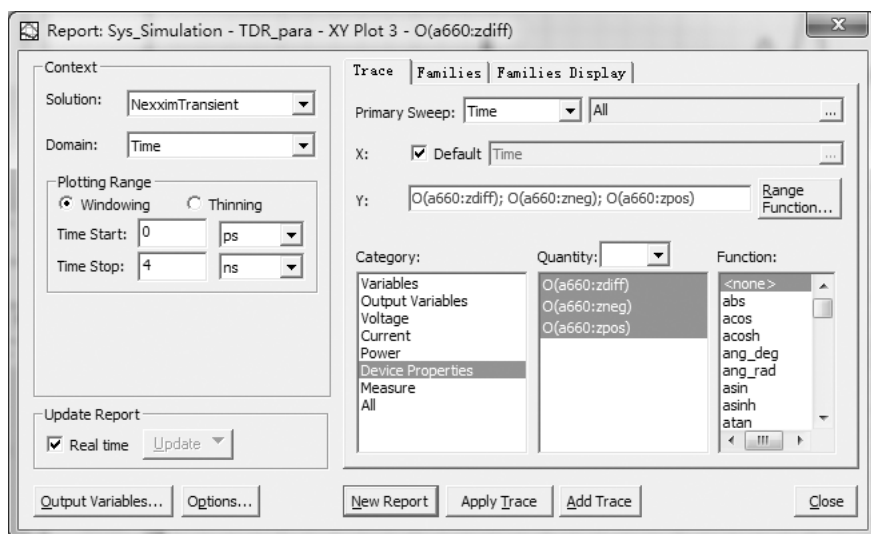 Report: Sys_Simulation - TDR_para - XY Plot 3 - O(a660:zdiff)
Context
Solution: NexximTransient
Domain: Time
Plotting Range
Windowing Thinning
Time Start: 0 ps
Time Stop: 4 ns
Update Report
Real time Update
Output Variables... Options...
Trace Families Families Display
Primary Sweep: Time All ...
X: Default Time ...
Y: O(a660:zdiff); O(a660:zneg); O(a660:zpos) Range Function...
Category:
Variables
Output Variables
Voltage
Current
Power
Device Properties
Measure
All
Quantity:
O(a660:zdiff)
O(a660:zneg)
O(a660:zpos)
Function:
<none>
abs
acos
acosh
ang_deg
ang_rad
asin
asinh
atan
New Report Apply Trace Add Trace Close